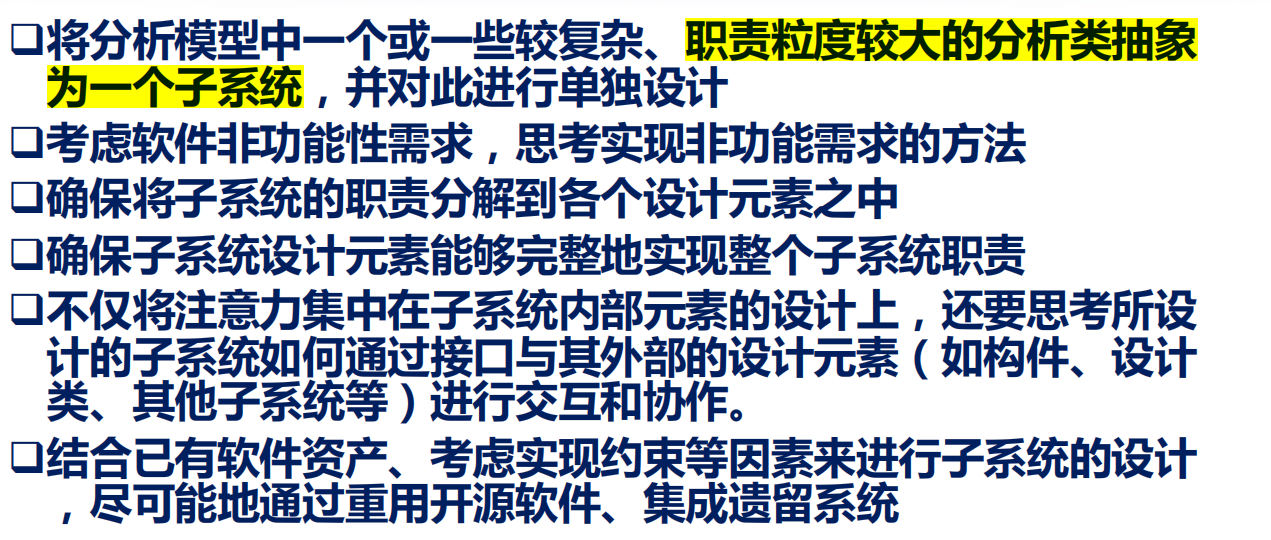 ❑将分析模型中一个或一些较复杂、职责粒度较大的分析类抽象
为一个子系统，并对此进行单独设计
❑考虑软件非功能性需求，思考实现非功能需求的方法
❑确保将子系统的职责分解到各个设计元素之中
❑确保子系统设计元素能够完整地实现整个子系统职责
❑不仅将注意力集中在子系统内部元素的设计上，还要思考所设
计的子系统如何通过接口与其外部的设计元素（如构件、设计
类、其他子系统等）进行交互和协作。
❑结合已有软件资产、考虑实现约束等因素来进行子系统的设计
，尽可能地通过重用开源软件、集成遗留系统